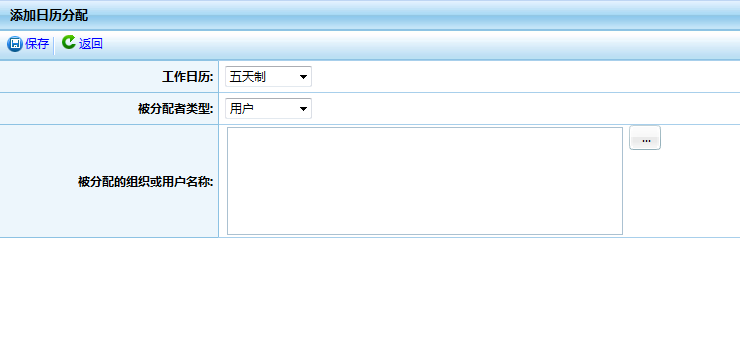 添加日历分配
保存 返回
工作日历: 五天制
被分配者类型: 用户
被分配的组织或用户名称: ...